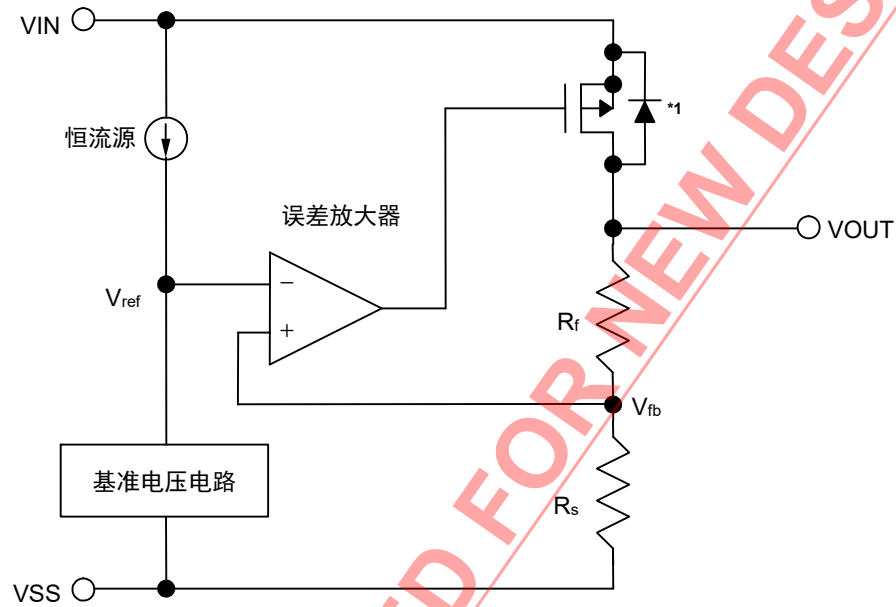 VIN
*1
恒流源
误差放大器
VOUT
Vref
−
+
Rf
Vfb
基准电压电路
Rs
VSS
ED FOR NEW DES